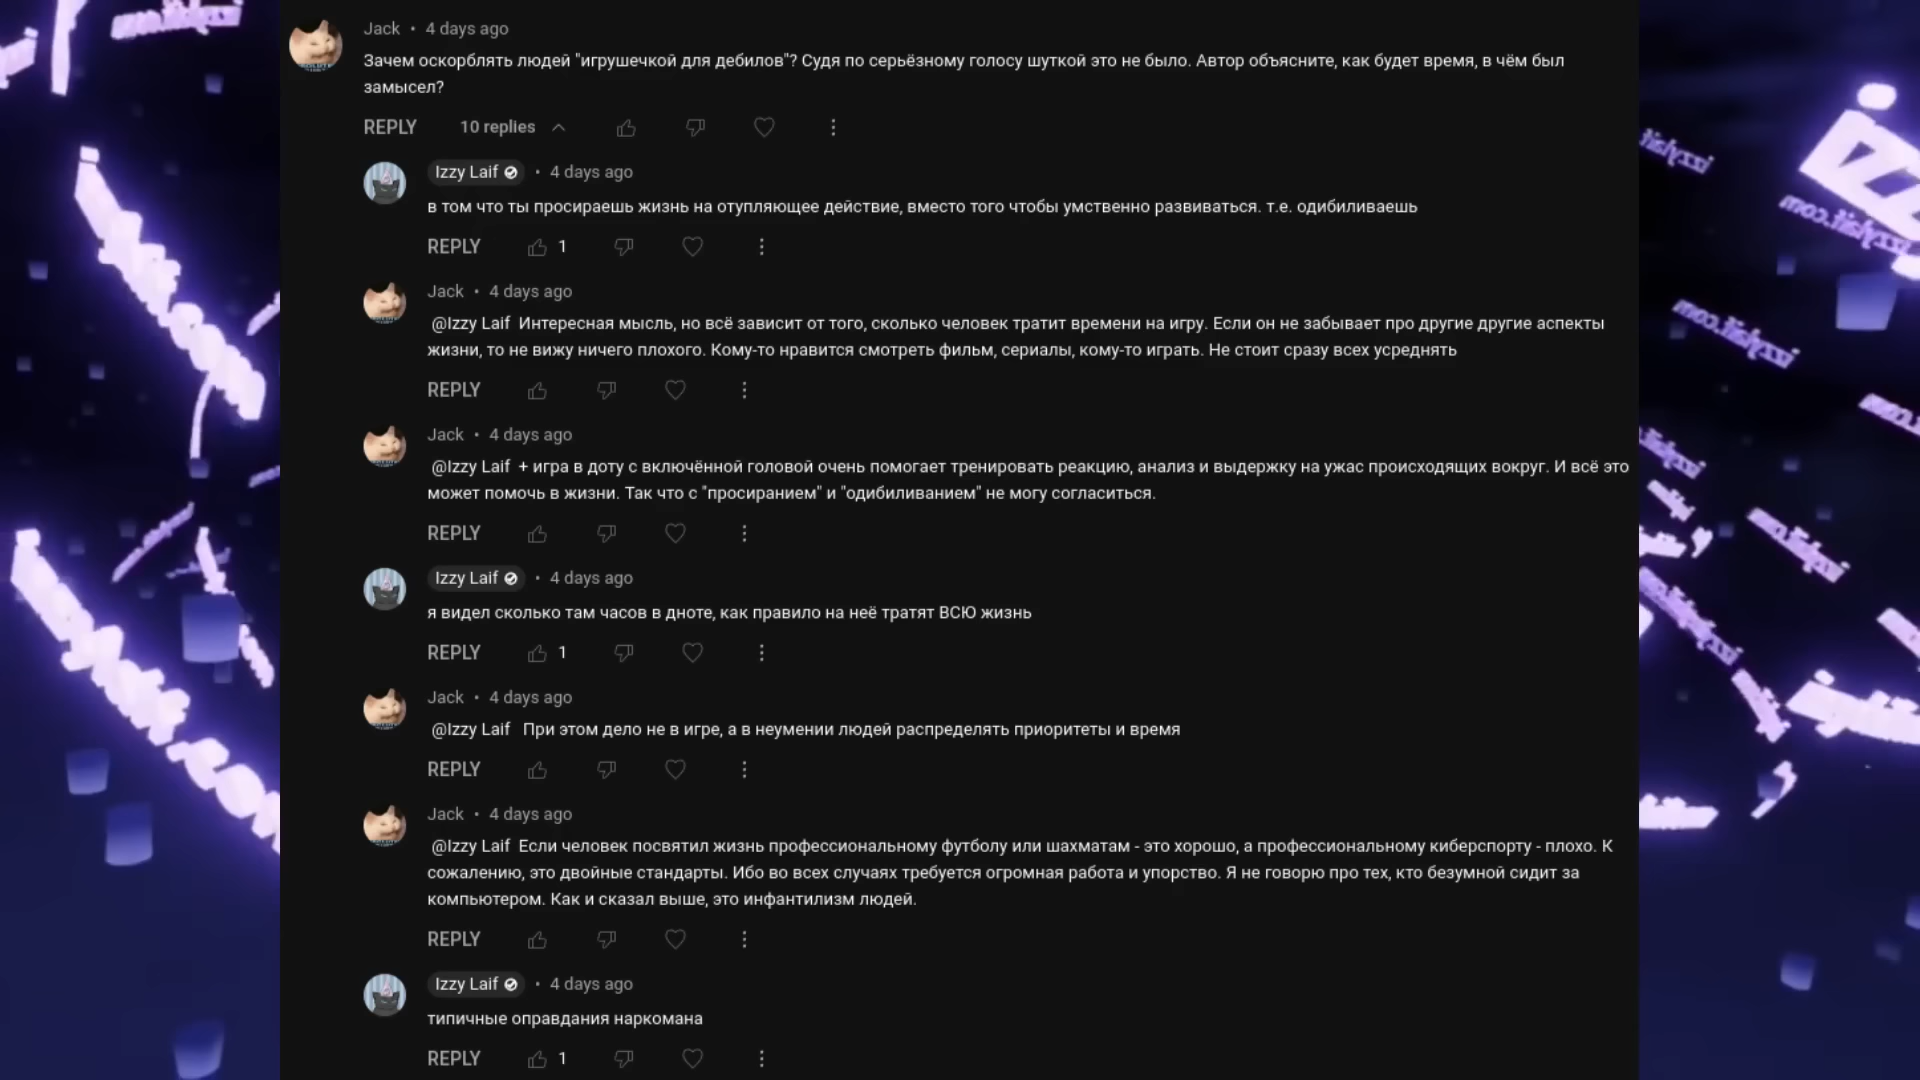 Jack • 4 days ago
Зачем оскорблять людей "игрушечкой для дебилов"? Судя по серьёзному голосу шуткой это не было. Автор объясните, как будет время, в чём был
замысел?
REPLY 10 replies
Izzy Laif • 4 days ago
в том что ты просираешь жизнь на отупляющее действие, вместо того чтобы умственно развиваться. т.е. одибиливаешь
REPLY 1
Jack • 4 days ago
@Izzy Laif Интересная мысль, но всё зависит от того, сколько человек тратит времени на игру. Если он не забывает про другие другие аспекты
жизни, то не вижу ничего плохого. Кому-то нравится смотреть фильм, сериалы, кому-то играть. Не стоит сразу всех усреднять
REPLY
Jack • 4 days ago
@Izzy Laif + игра в доту с включённой головой очень помогает тренировать реакцию, анализ и выдержку на ужас происходящих вокруг. И всё это
может помочь в жизни. Так что с "просиранием" и "одибиливанием" не могу согласиться.
REPLY
Izzy Laif • 4 days ago
я видел сколько там часов в дноте, как правило на неё тратят ВСЮ жизнь
REPLY 1
Jack • 4 days ago
@Izzy Laif При этом дело не в игре, а в неумении людей распределять приоритеты и время
REPLY
Jack • 4 days ago
@Izzy Laif Если человек посвятил жизнь профессиональному футболу или шахматам - это хорошо, а профессиональному киберспорту - плохо. К
сожалению, это двойные стандарты. Ибо во всех случаях требуется огромная работа и упорство. Я не говорю про тех, кто безумной сидит за
компьютером. Как и сказал выше, это инфантилизм людей.
REPLY
Izzy Laif • 4 days ago
типичные оправдания наркомана
REPLY 1